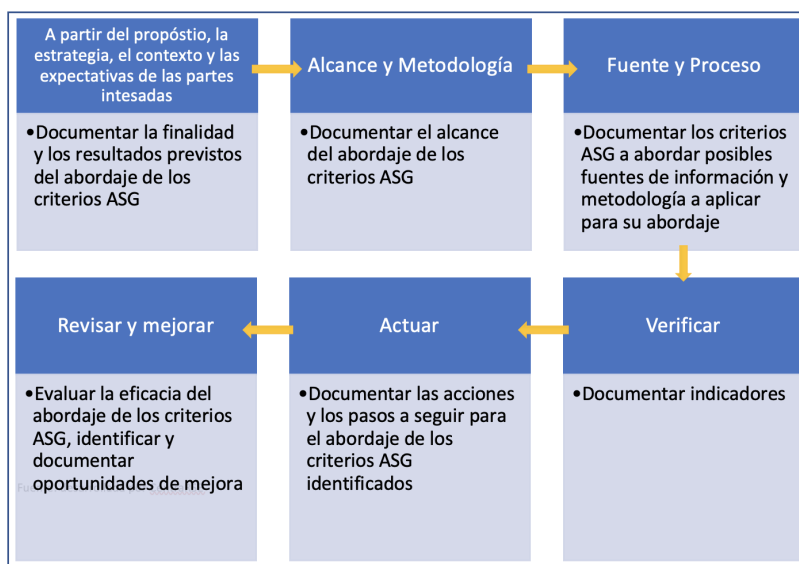 A partir del propóstio, la
estrategia, el contexto y las
expectativas de las partes
intesadas
•Documentar la finalidad
y los resultados previstos
del abordaje de los
criterios ASG
Alcance y Metodología
•Documentar el alcance
del abordaje de los
criterios ASG
Fuente y Proceso
•Documentar los criterios
ASG a abordar posibles
fuentes de información y
metodología a aplicar
para su abordaje
Verificar
•Documentar indicadores
Actuar
•Documentar las acciones
y los pasos a seguir para
el abordaje de los
criterios ASG
identificados
Revisar y mejorar
•Evaluar la eficacia del
abordaje de los criterios
ASG, identificar y
documentar
oportunidades de mejora